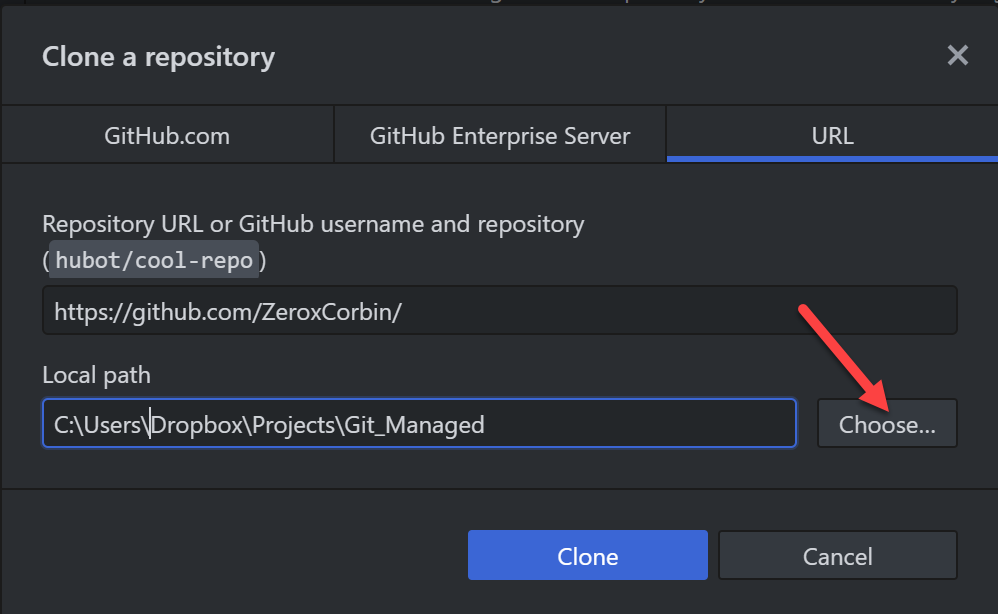 Clone a repository
GitHub.com
GitHub Enterprise Server
URL
Repository URL or GitHub username and repository
(hubot/cool-repo)
https://github.com/ZeroxCorbin/
Local path
C:\Users\Dropbox\Projects\Git_Managed
Choose...
Clone
Cancel